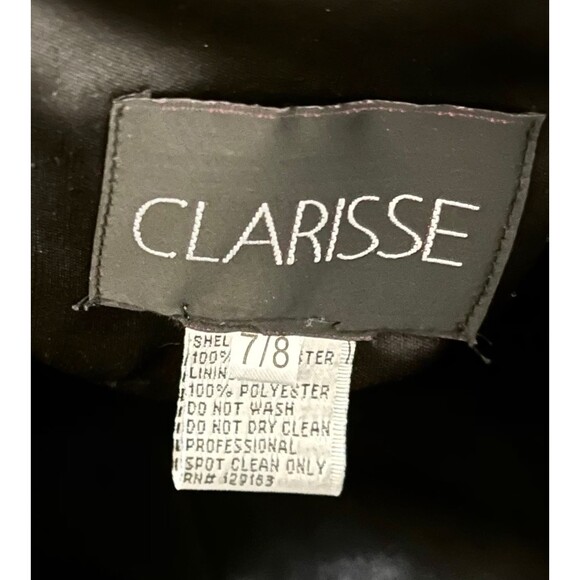 CLARISSE
7/8
SHEL
100% STER
LININ
100% POLYESTER
DO NOT WASH
DO NOT DRY CLEAN
PROFESSIONAL
SPOT CLEAN ONLY
RN# 129163